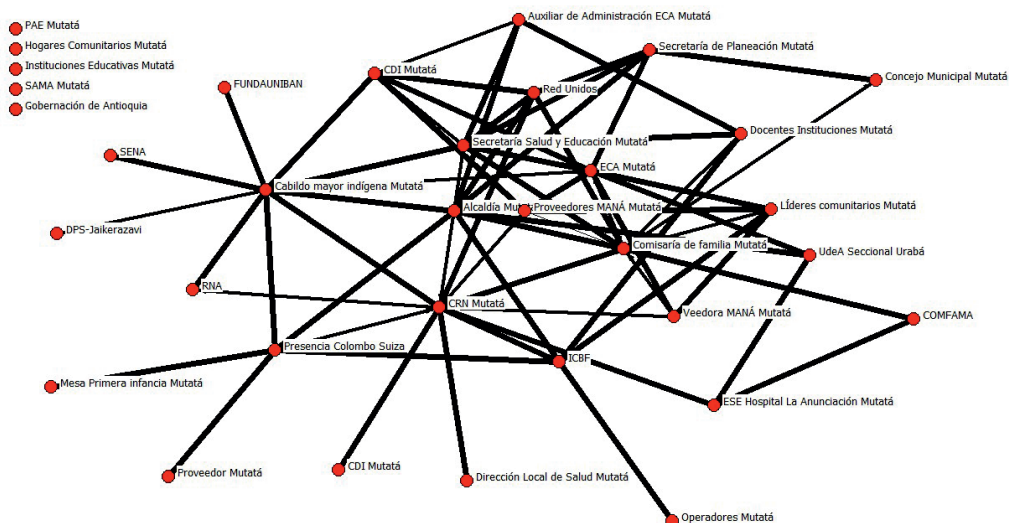 Auxiliar de Administración ECA Mutatá
PAE Mutatá
Hogares Comunitarios Mutatá
Secretaría de Planeación Mutatá
Instituciones Educativas Mutatá
CDI Mutatá
Concejo Municipal Mutatá
SAMA Mutatá
FUNDAUNIBAN
Red Unidos
Gobernación de Antioquia
Docentes Instituciones Mutatá
Secretaría Salud y Educación Mutatá
SENA
ECA Mutatá
Cabildo mayor indígena Mutatá
Alcaldía
Proveedores MANÁ Mutatá
Líderes comunitarios Mutatá
DPS-Jaikerazavi
Comisaría de familia Mutatá
UdeA Seccional Urabá
RNA
CRN Mutatá
Veedora MANÁ Mutatá
COMFAMA
Presencia Colombo Suiza
ICBF
Mesa Primera infancia Mutatá
ESE Hospital La Anunciación Mutatá
CDI Mutatá
Proveedor Mutatá
Dirección Local de Salud Mutatá
Operadores Mutatá